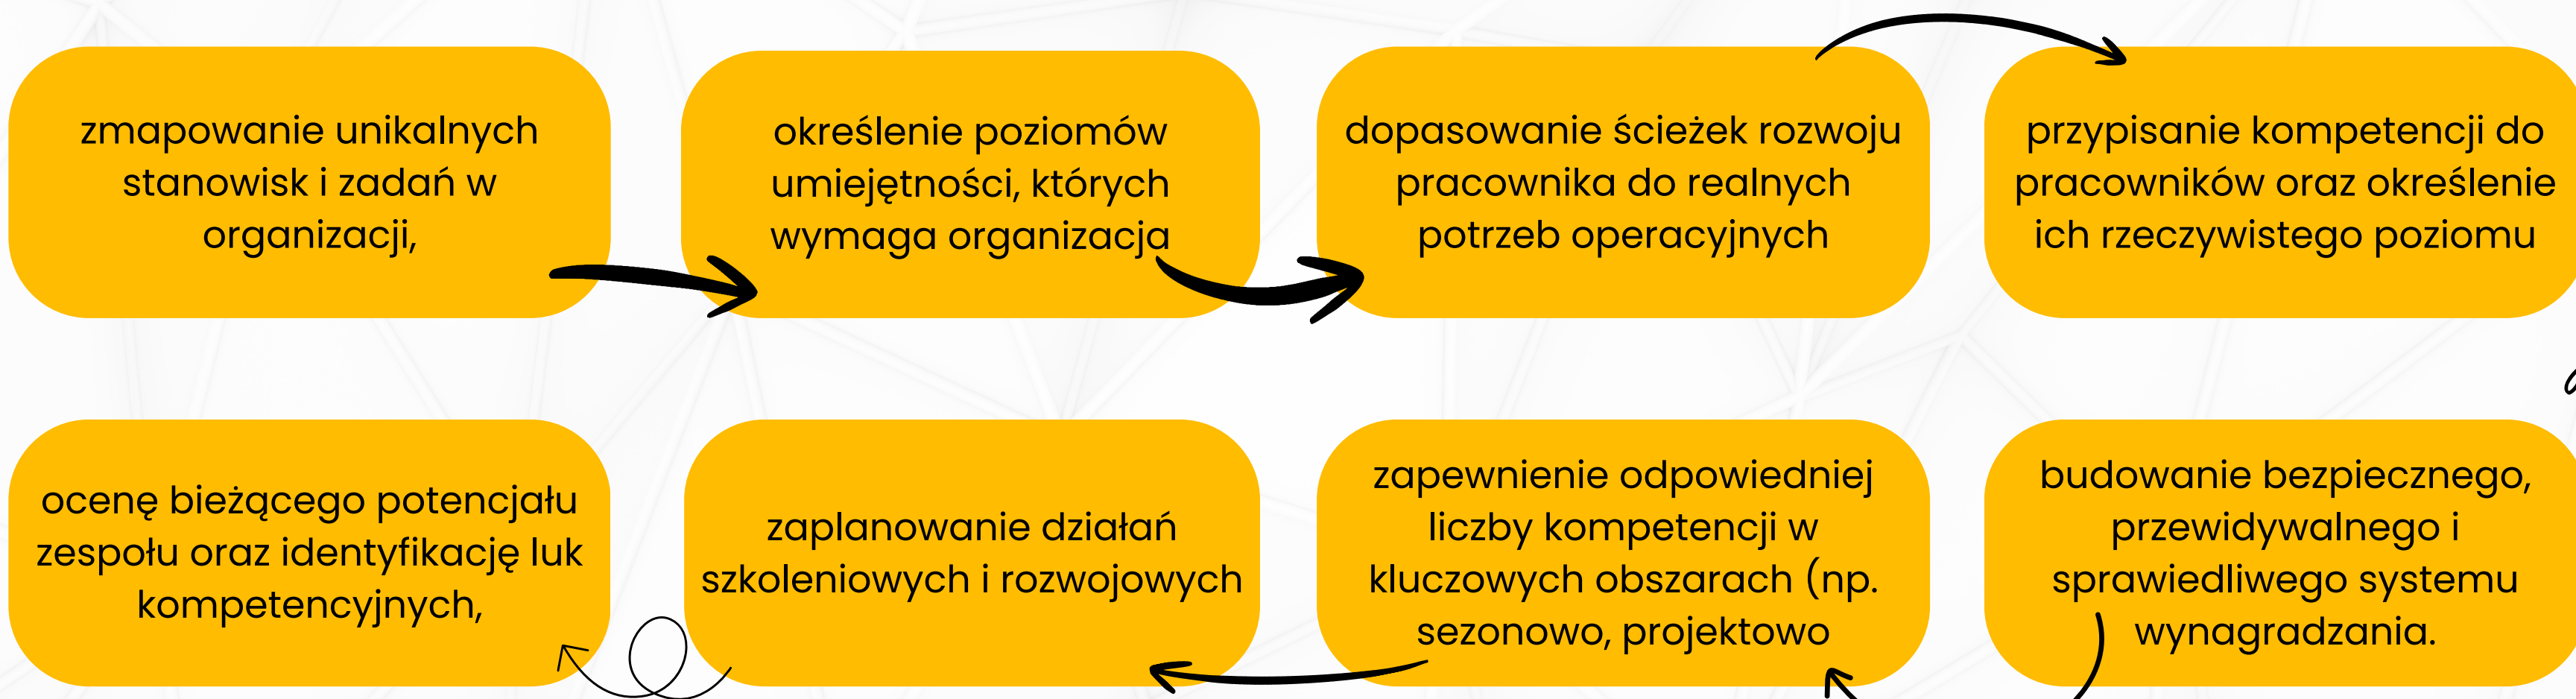 zmapowanie unikalnych
stanowisk i zadań w
organizacji,
określenie poziomów
umiejętności, których
wymaga organizacja
dopasowanie ścieżek rozwoju
pracownika do realnych
potrzeb operacyjnych
przypisanie kompetencji do
pracowników oraz określenie
ich rzeczywistego poziomu
ocenę bieżącego potencjału
zespołu oraz identyfikację luk
kompetencyjnych,
zaplanowanie działań
szkoleniowych i rozwojowych
zapewnienie odpowiedniej
liczby kompetencji w
kluczowych obszarach (np.
sezonowo, projektowo
budowanie bezpiecznego,
przewidywalnego i
sprawiedliwego systemu
wynagradzania.